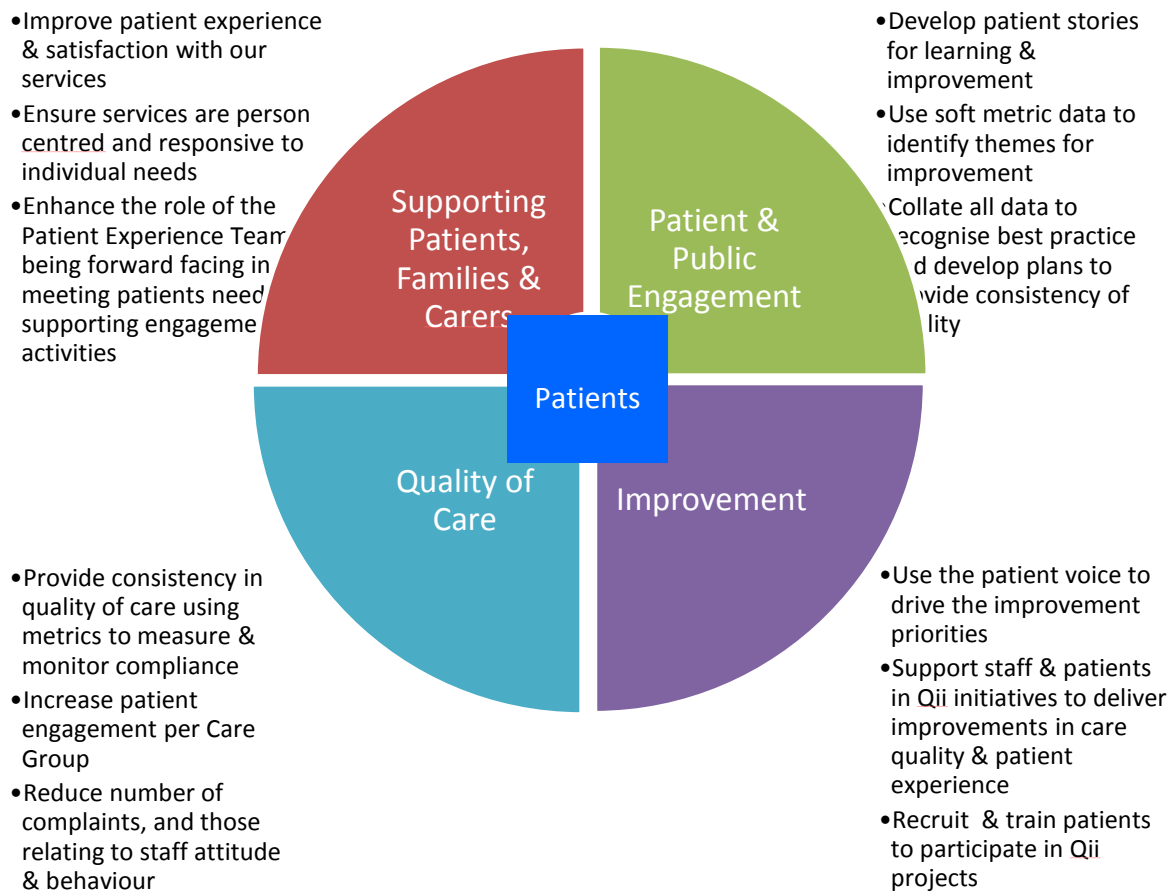 •Improve patient experience
& satisfaction with our
services
•Ensure services are person
centred and responsive to
individual needs
•Enhance the role of the
Patient Experience Team
being forward facing in
meeting patients need
supporting engageme
activities
•Develop patient stories
for learning &
improvement
•Use soft metric data to
identify themes for
improvement
Collate all data to
ecognise best practice
d develop plans to
vide consistency of
lity
Supporting
Patients,
Families &
Carers
Patient &
Public
Engagement
Patients
Quality of
Care
Improvement
•Provide consistency in
quality of care using
metrics to measure &
monitor compliance
•Increase patient
engagement per Care
Group
•Reduce number of
complaints, and those
relating to staff attitude
& behaviour
•Use the patient voice to
drive the improvement
priorities
•Support staff & patients
in Qii initiatives to deliver
improvements in care
quality & patient
experience
•Recruit & train patients
to participate in Qii
projects